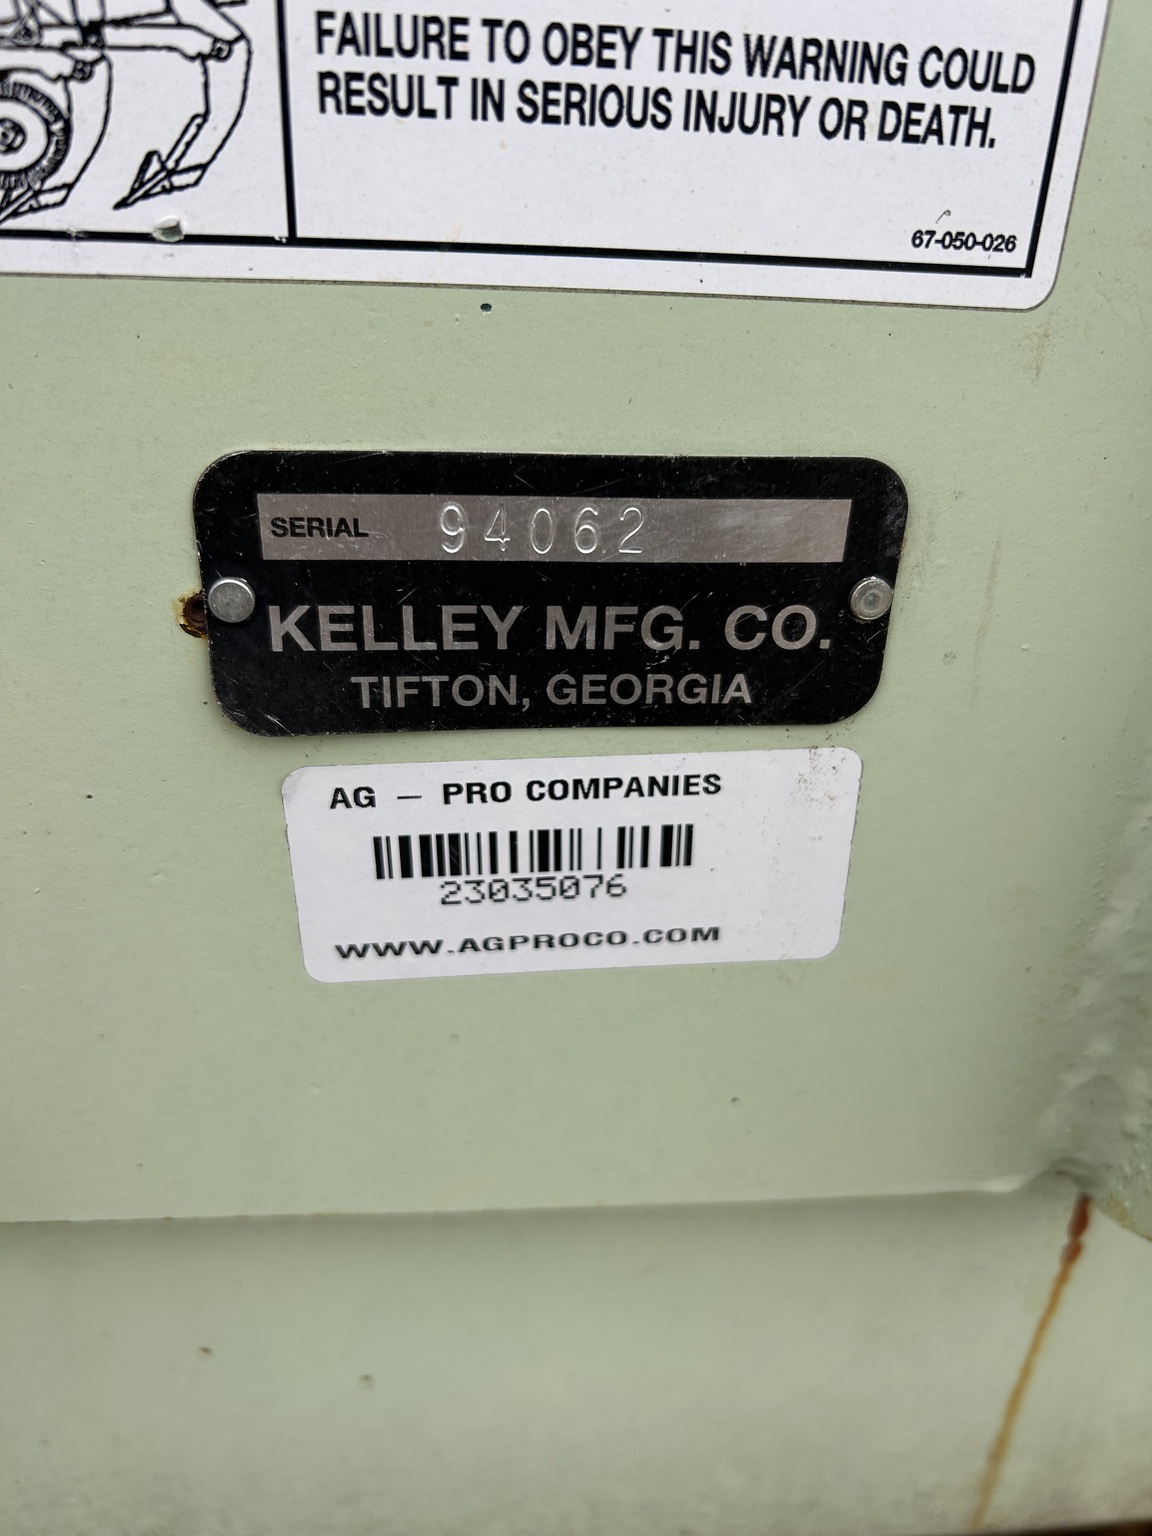 FAILURE TO OBEY THIS WARNING COULD
RESULT IN SERIOUS INJURY OR DEATH.
67-050-026
SERIAL 94062
KELLEY MFG. CO.
TIFTON, GEORGIA
AG — PRO COMPANIES
23035076
WWW.AGPROCO.COM